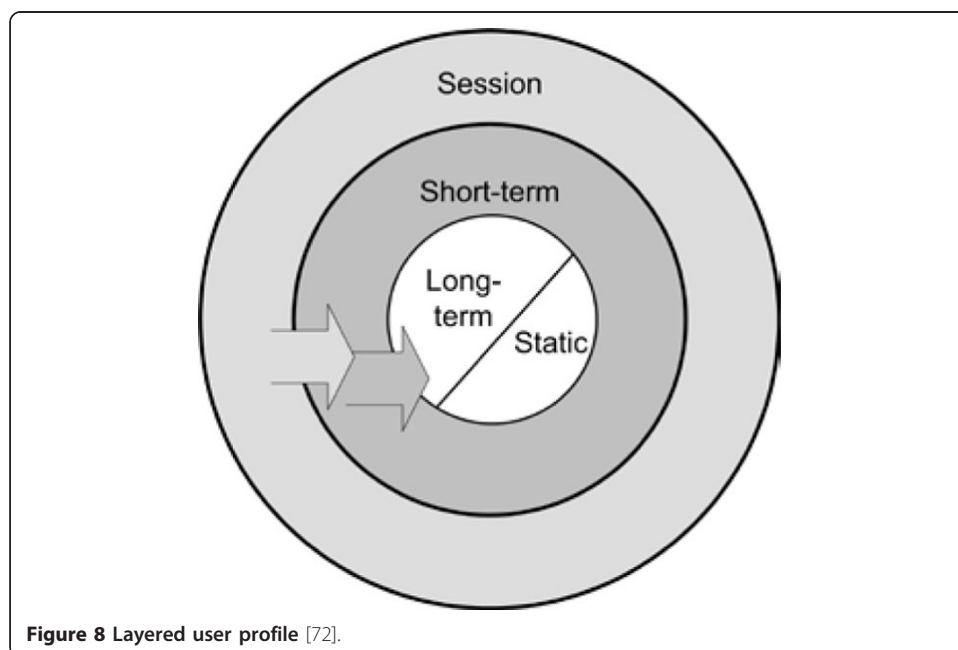 Session
Short-term
Long-
term
Static
Figure 8 Layered user profile [72].